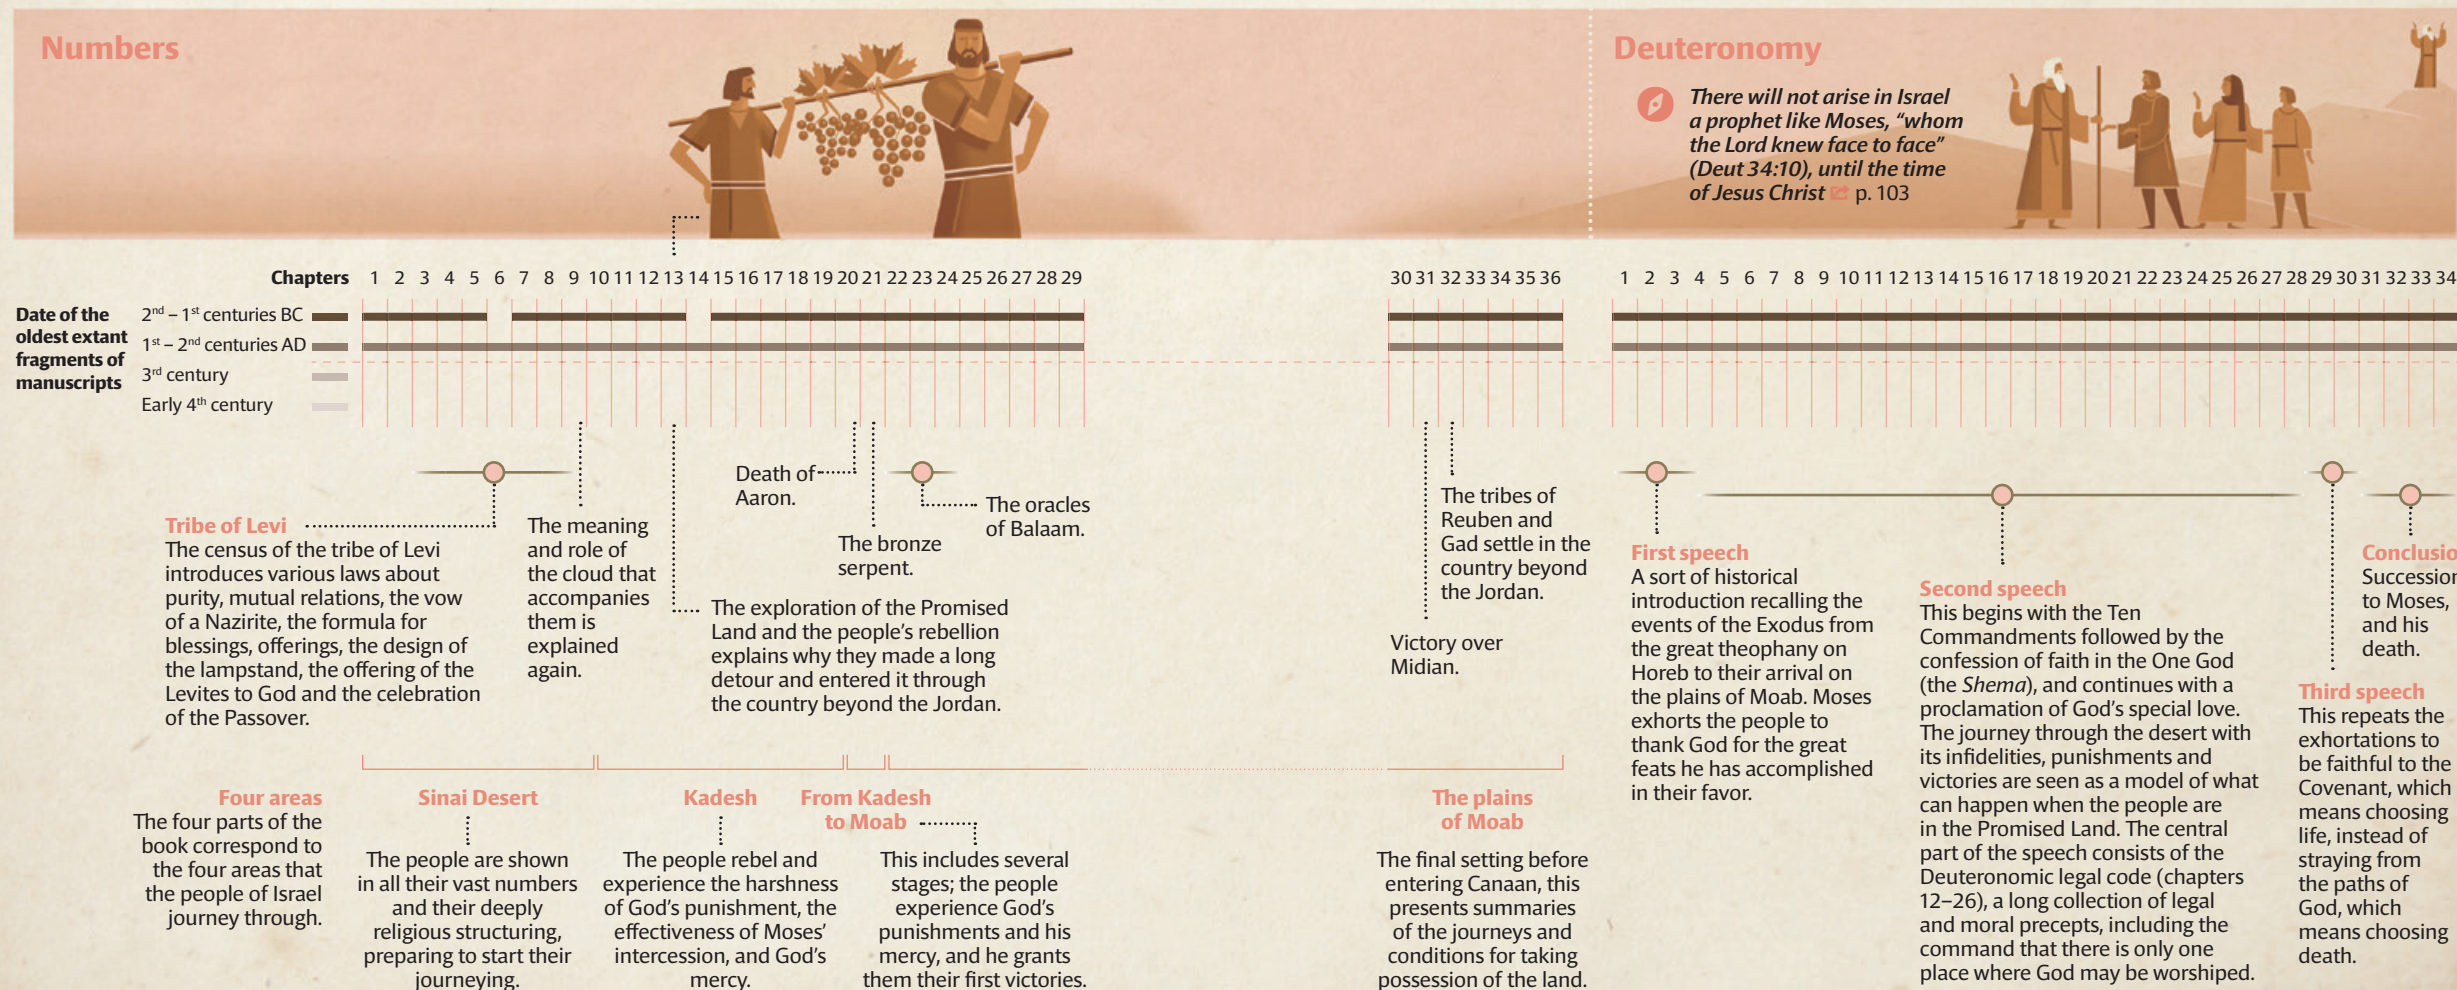 Numbers
Deuteronomy
There will not arise in Israel
a prophet like Moses, “whom
the Lord knew face to face”
(Deut 34:10), until the time
of Jesus Christ p. 103
Chapters 1 2 3 4 5 6 7 8 9 10 11 12 13 14 15 16 17 18 19 20 21 22 23 24 25 26 27 28 29 30 31 32 33 34 35 36 1 2 3 4 5 6 7 8 9 10 11 12 13 14 15 16 17 18 19 20 21 22 23 24 25 26 27 28 29 30 31 32 33 34
Date of the
oldest extant
fragments of
manuscripts
2nd – 1st centuries BC
1st – 2nd centuries AD
3rd century
Early 4th century
Tribe of Levi
The census of the tribe of Levi
introduces various laws about
purity, mutual relations, the vow
of a Nazirite, the formula for
blessings, offerings, the design of
the lampstand, the offering of the
Levites to God and the celebration
of the Passover.
The meaning
and role of
the cloud that
accompanies
them is
explained
again.
Death of
Aaron.
The bronze
serpent.
The oracles
of Balaam.
The exploration of the Promised
Land and the people’s rebellion
explains why they made a long
detour and entered it through
the country beyond the Jordan.
The tribes of
Reuben and
Gad settle in the
country beyond
the Jordan.
Victory over
Midian.
First speech
A sort of historical
introduction recalling the
events of the Exodus from
the great theophany on
Horeb to their arrival on
the plains of Moab. Moses
exhorts the people to
thank God for the great
feats he has accomplished
in their favor.
Second speech
This begins with the Ten
Commandments followed by the
confession of faith in the One God
(the Shema), and continues with a
proclamation of God’s special love.
The journey through the desert with
its infidelities, punishments and
victories are seen as a model of what
can happen when the people are
in the Promised Land. The central
part of the speech consists of the
Deuteronomic legal code (chapters
12–26), a long collection of legal
and moral precepts, including the
command that there is only one
place where God may be worshiped.
Conclusio
Succession
to Moses,
and his
death.
Third speech
This repeats the
exhortations to
be faithful to the
Covenant, which
means choosing
life, instead of
straying from
the paths of
God, which
means choosing
death.
Four areas
The four parts of the
book correspond to
the four areas that
the people of Israel
journey through.
Sinai Desert
The people are shown
in all their vast numbers
and their deeply
religious structuring,
preparing to start their
journeying.
Kadesh
The people rebel and
experience the harshness
of God’s punishment, the
effectiveness of Moses’
intercession, and God’s
mercy.
From Kadesh
to Moab
This includes several
stages; the people
experience God’s
punishments and his
mercy, and he grants
them their first victories.
The plains
of Moab
The final setting before
entering Canaan, this
presents summaries
of the journeys and
conditions for taking
possession of the land.